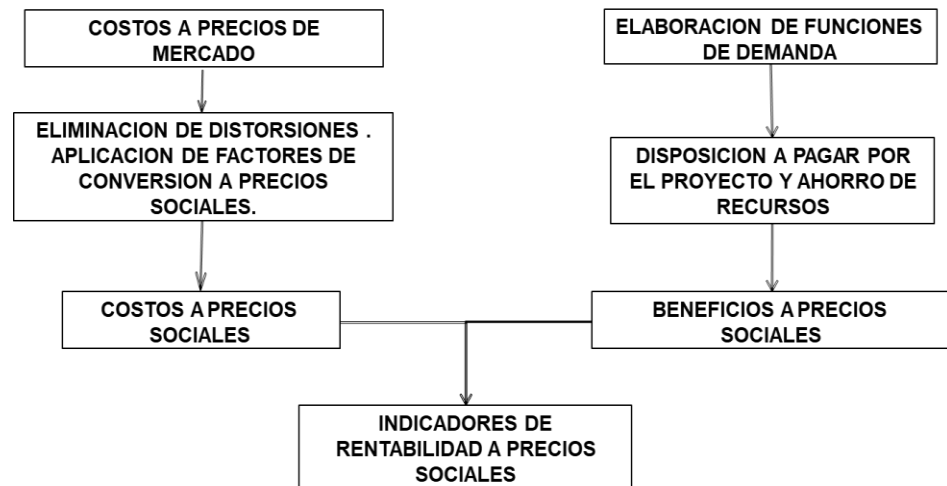 COSTOS A PRECIOS DE
MERCADO
ELIMINACION DE DISTORSIONES .
APLICACION DE FACTORES DE
CONVERSION A PRECIOS
SOCIALES.
COSTOS A PRECIOS
SOCIALES
ELABORACION DE FUNCIONES
DE DEMANDA
DISPOSICION A PAGAR POR
EL PROYECTO Y AHORRO DE
RECURSOS
BENEFICIOS A PRECIOS
SOCIALES
INDICADORES DE
RENTABILIDAD A PRECIOS
SOCIALES